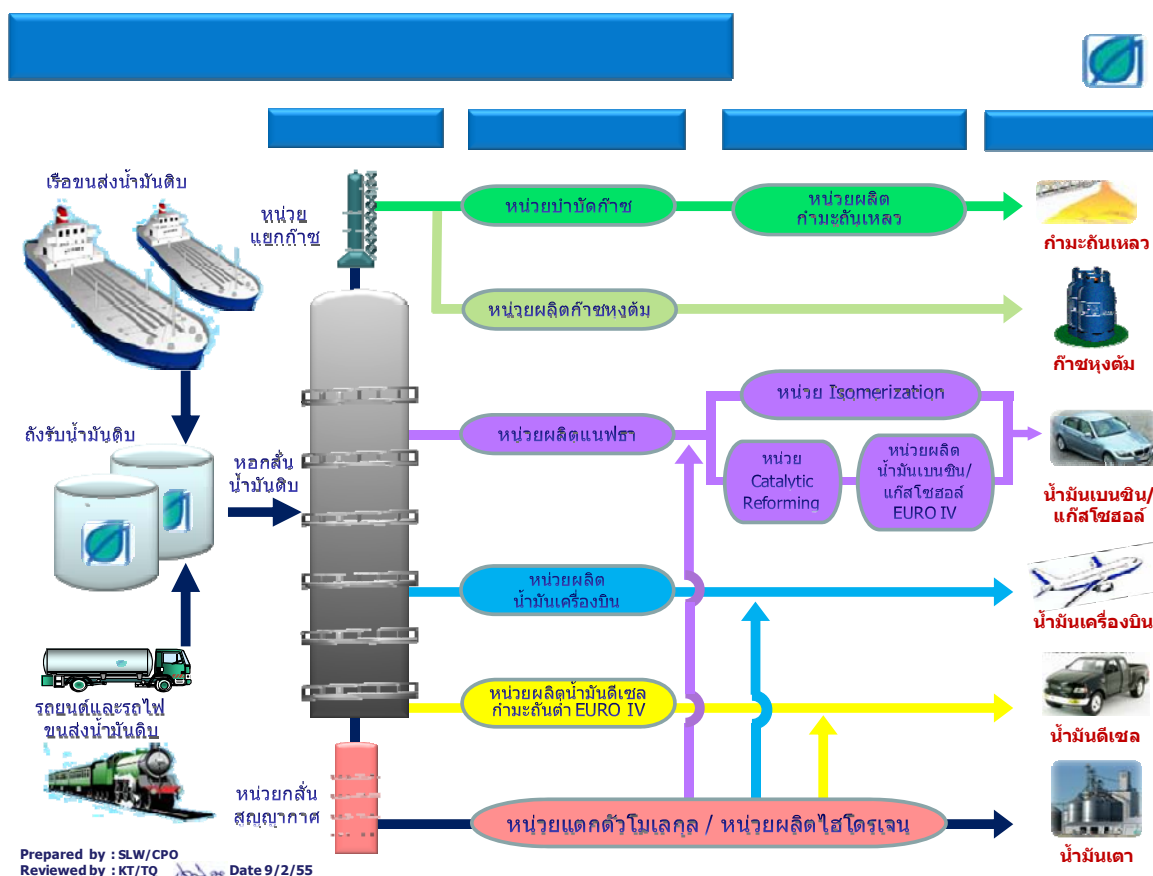 เรือขนส่งน้ำมันดิบ
หน่วย
แยกก๊าซ
หน่วยบำบัดก๊าซ
หน่วยผลิต
กำมะถันเหลว
กำมะถันเหลว
หน่วยผลิตก๊าซหุงต้ม
ก๊าซหุงต้ม
ถังรับน้ำมันดิบ
หอกลั่น
น้ำมันดิบ
หน่วยผลิตแนฟธา
หน่วย Isomerization
หน่วย
Catalytic
Reforming
หน่วยผลิต
น้ำมันเบนซิน/
แก๊สโซฮอล์
EURO IV
น้ำมันเบนซิน/
แก๊สโซฮอล์
หน่วยผลิต
น้ำมันเครื่องบิน
น้ำมันเครื่องบิน
รถยนต์และรถไฟ
ขนส่งน้ำมันดิบ
หน่วยผลิตน้ำมันดีเซล
กำมะถันต่ำ EURO IV
น้ำมันดีเซล
หน่วยกลั่น
สูญญากาศ
หน่วยแตกตัวโมเลกุล / หน่วยผลิตไฮโดรเจน
น้ำมันเตา
Prepared by : SLW/CPO
Reviewed by : KT/TQ Date 9/2/55